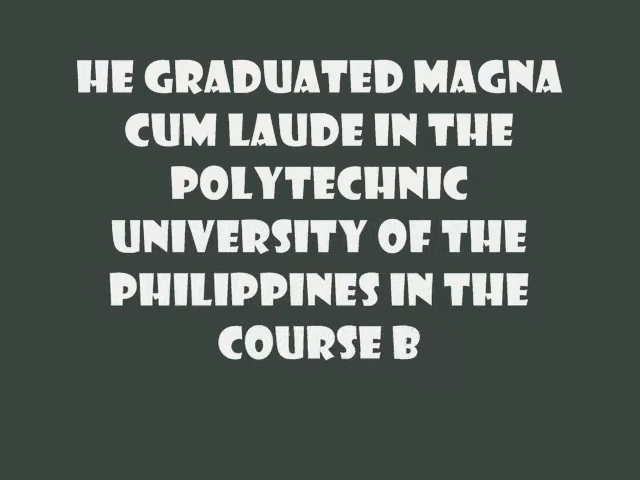 HE GRADUATED MAGNA
CUM LAUDE IN THE
POLYTECHNIC
UNIVERSITY OF THE
PHILIPPINES IN THE
COURSE B